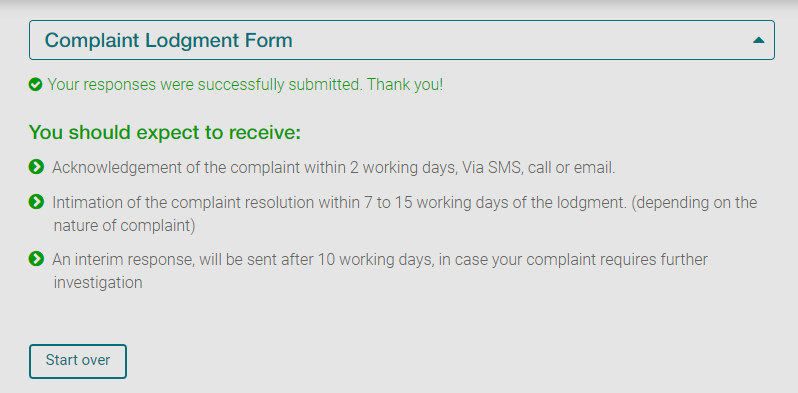 Complaint Lodgment Form
Your responses were successfully submitted. Thank you!
You should expect to receive:
Acknowledgement of the complaint within 2 working days, Via SMS, call or email.
Intimation of the complaint resolution within 7 to 15 working days of the lodgment. (depending on the
nature of complaint)
An interim response, will be sent after 10 working days, in case your complaint requires further
investigation
Start over